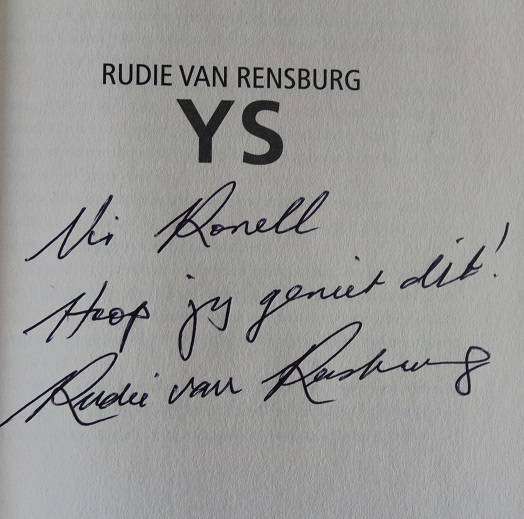 RUDIE VAN RENSBURG
YS
Vir Ronell
Hoop jy geniet dit!
Rudie van Rensburg